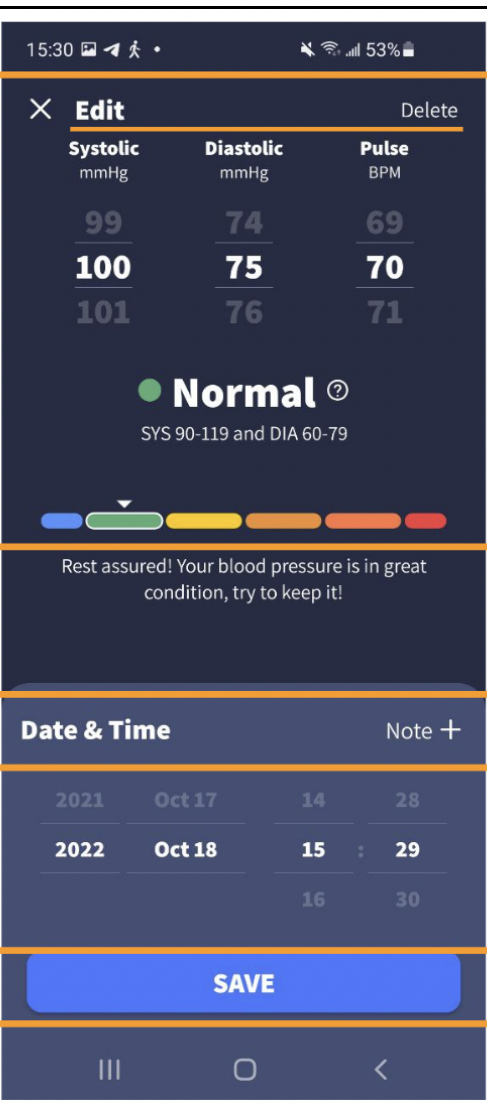 15:30 53%
Edit Delete
Systolic Diastolic Pulse
mmHg mmHg BPM
99 74 69
100 75 70
101 76 71
Normal ?
SYS 90-119 and DIA 60-79
Rest assured! Your blood pressure is in great
condition, try to keep it!
Date & Time Note +
2021 Oct 17 14 28
2022 Oct 18 15 : 29
16 30
SAVE